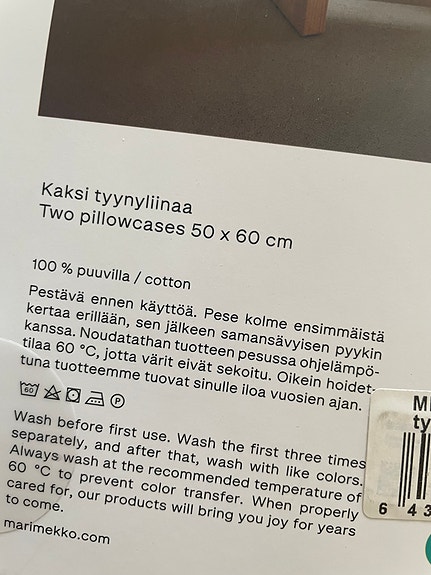 Kaksi tyynyliinaa
Two pillowcases 50 x 60 cm
100 % puuvilla / cotton
Pestävä ennen käyttöä. Pese kolme ensimmäistä
kertaa erillään, sen jälkeen samansävyisen pyykin
kanssa. Noudatathan tuotteen pesussa ohjelämpö-
tilaa 60 °C, jotta värit eivät sekoitu. Oikein hoidet-
tuna tuotteemme tuovat sinulle iloa vuosien ajan.
60 P
Wash before first use. Wash the first three times
separately, and after that, wash with like colors.
Always wash at the recommended temperature of
60 °C to prevent color transfer. When properly
cared for, our products will bring you joy for years
to come.
marimekko.com
6 43